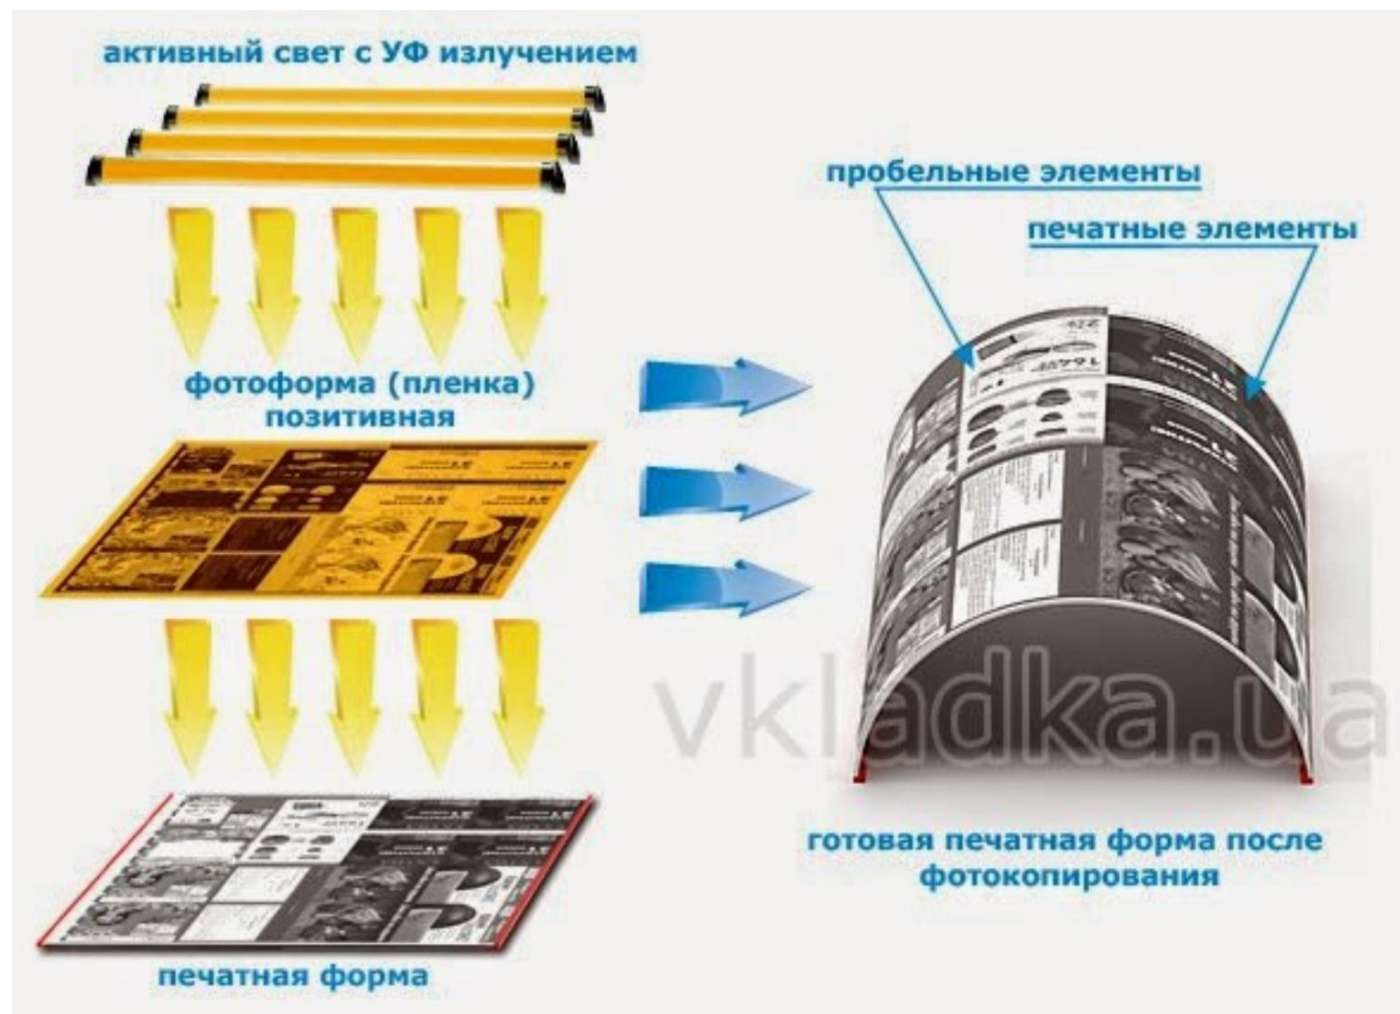 активный свет с УФ излучением
пробельные элементы
печатные элементы
фотоформа (пленка)
позитивная
vkladka.ua
готовая печатная форма после
фотокопирования
печатная форма